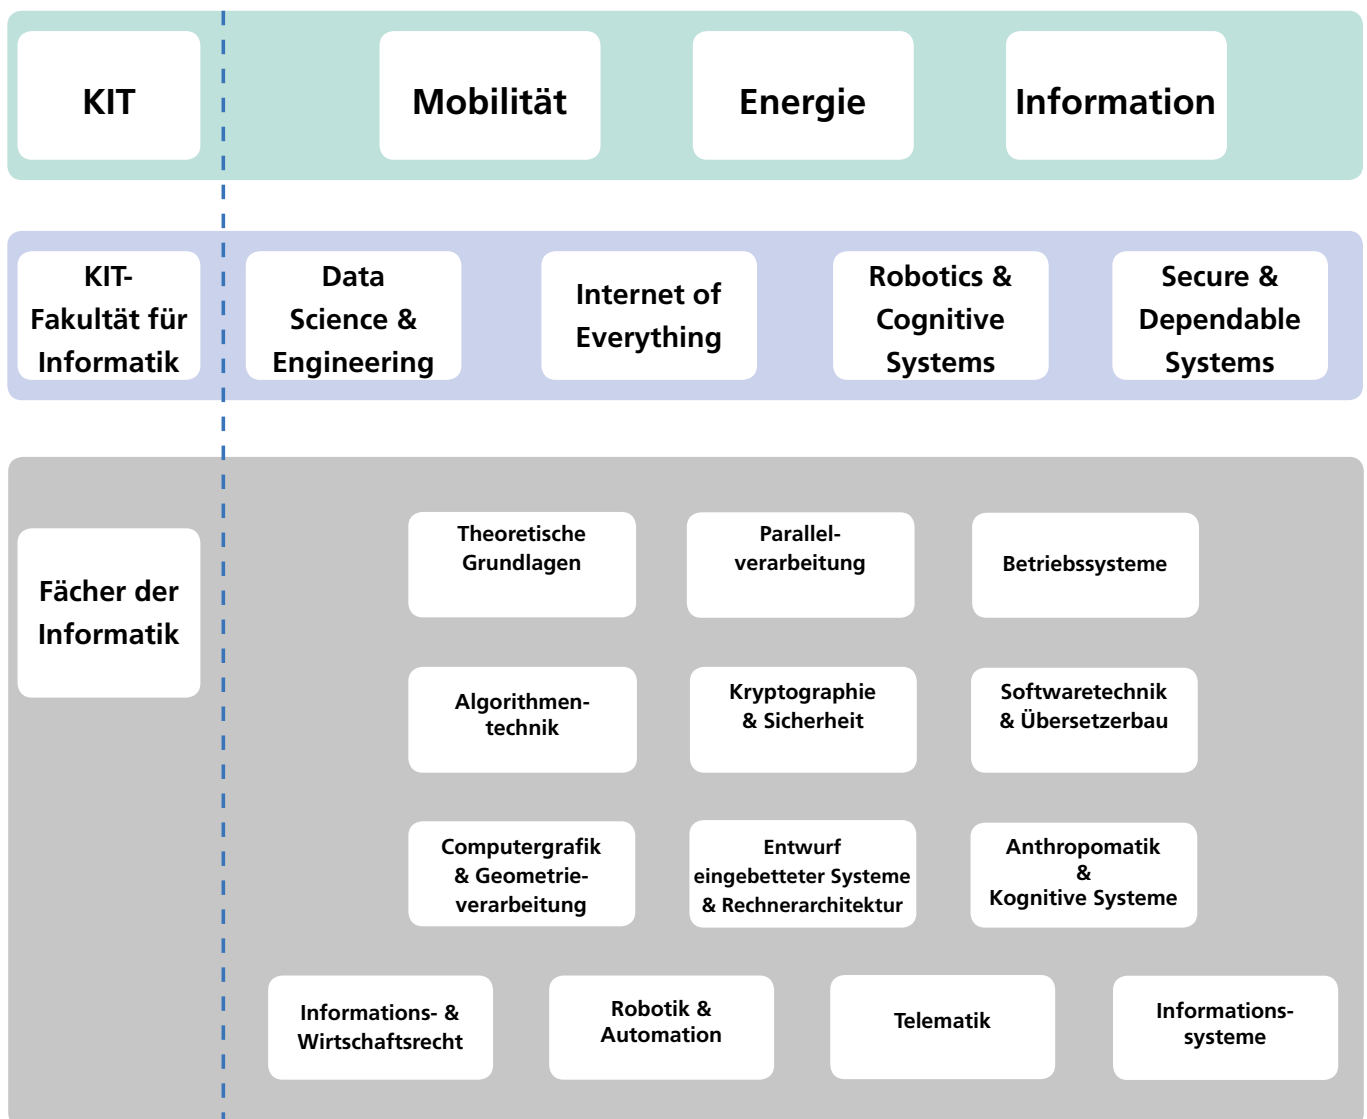 KIT
Mobilität
Energie
Information
KIT-
Fakultät für
Informatik
Data
Science &
Engineering
Internet of
Everything
Robotics &
Cognitive
Systems
Secure &
Dependable
Systems
Fächer der
Informatik
Theoretische
Grundlagen
Parallel-
verarbeitung
Betriebssysteme
Algorithmen-
technik
Kryptographie
& Sicherheit
Softwaretechnik
& Übersetzerbau
Computergrafik
& Geometrie-
verarbeitung
Entwurf
eingebetteter Systeme
& Rechnerarchitektur
Anthropomatik
&
Kognitive Systeme
Informations- &
Wirtschaftsrecht
Robotik &
Automation
Telematik
Informations-
systeme